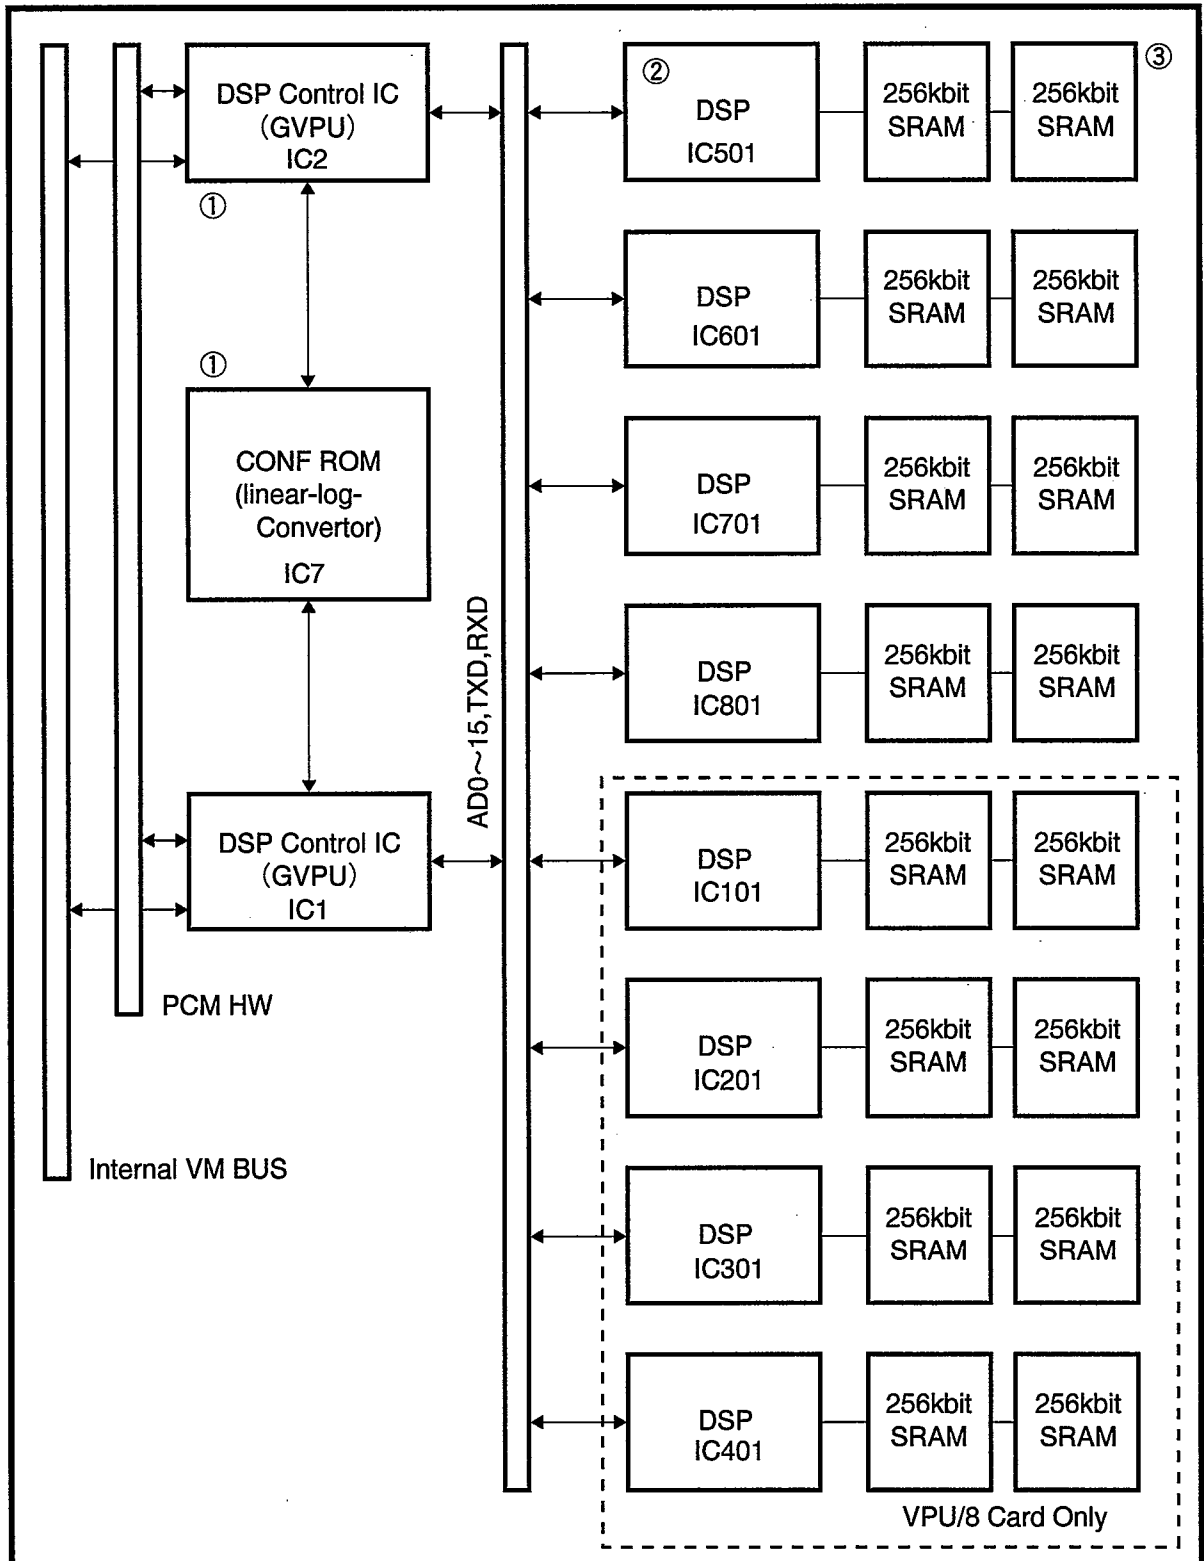 DSP Control IC
(GVPU)
IC2
①
①
CONF ROM
(linear-log-
Convertor)
IC7
DSP Control IC
(GVPU)
IC1
PCM HW
Internal VM BUS
AD0~15,TXD,RXD
②
DSP
IC501
256kbit
SRAM
256kbit
SRAM
③
DSP
IC601
256kbit
SRAM
256kbit
SRAM
DSP
IC701
256kbit
SRAM
256kbit
SRAM
DSP
IC801
256kbit
SRAM
256kbit
SRAM
DSP
IC101
256kbit
SRAM
256kbit
SRAM
DSP
IC201
256kbit
SRAM
256kbit
SRAM
DSP
IC301
256kbit
SRAM
256kbit
SRAM
DSP
IC401
256kbit
SRAM
256kbit
SRAM
VPU/8 Card Only